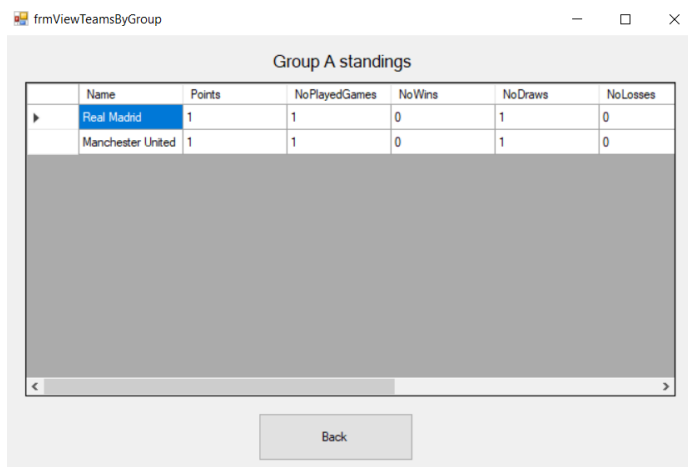 frmViewTeamsByGroup
Group A standings
Name Points NoPlayedGames NoWins NoDraws NoLosses
Real Madrid 1 1 0 1 0
Manchester United 1 1 0 1 0
Back